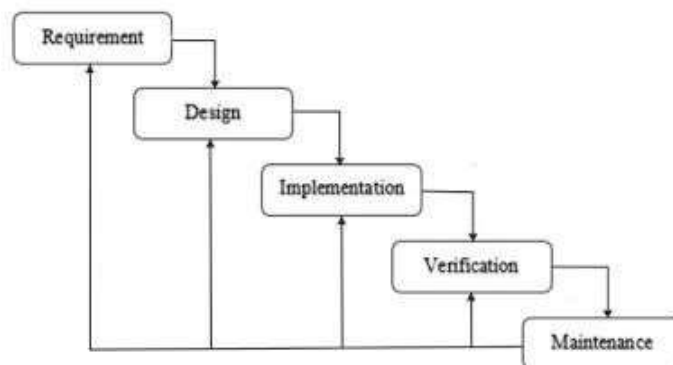 Requirement
Design
Implementation
Verification
Maintenance